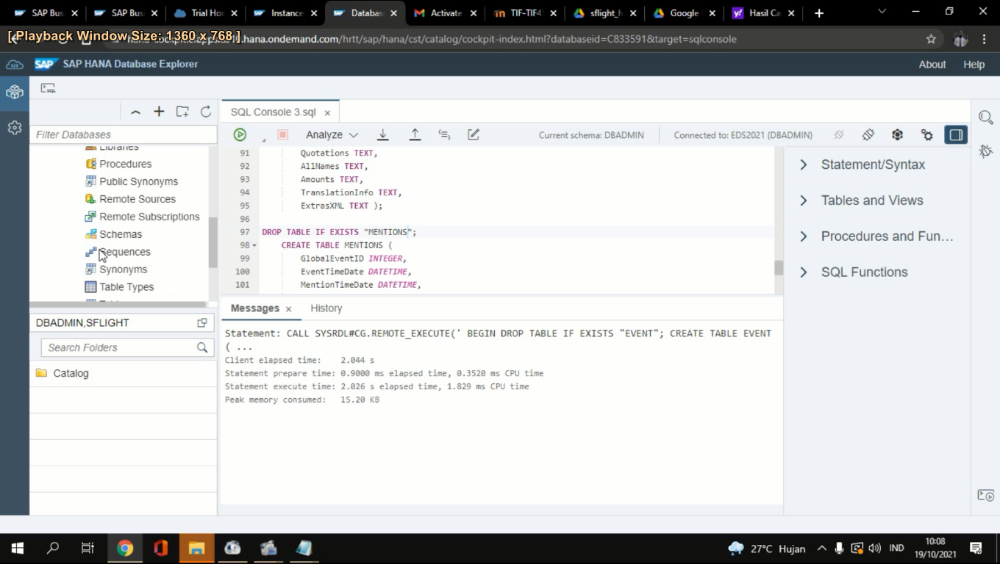 SAP Bus
SAP Bus
Trial Ho
Instance
Databas
Activate
TIF-TIF4
sflight_h
Google
Hasil Ca
[ Playback Window Size: 1360 x 768 ]
.hana.ondemand.com/hrtt/sap/hana/cst/catalog/cockpit-index.html?databaseid=C833591&target=sqlconsole
SAP SAP HANA Database Explorer
About Help
SQL Console 3.sql
Filter Databases
Analyze
Current schema: DBADMIN
Connected to: EDS2021 (DBADMIN)
Libraries
Procedures
Public Synonyms
Remote Sources
Remote Subscriptions
Schemas
Sequences
Synonyms
Table Types
DBADMIN,SFLIGHT
Search Folders
Catalog
91 Quotations TEXT,
92 AllNames TEXT,
93 Amounts TEXT,
94 TranslationInfo TEXT,
95 ExtrasXML TEXT );
96
97 DROP TABLE IF EXISTS "MENTIONS";
98 CREATE TABLE MENTIONS (
99 GlobalEventID INTEGER,
100 EventTimeDate DATETIME,
101 MentionTimeDate DATETIME,
Messages History
Statement: CALL SYSRDL#CG.REMOTE_EXECUTE(' BEGIN DROP TABLE IF EXISTS "EVENT"; CREATE TABLE EVENT
( ...
Client elapsed time: 2.044 s
Statement prepare time: 0.9000 ms elapsed time, 0.3520 ms CPU time
Statement execute time: 2.026 s elapsed time, 1.829 ms CPU time
Peak memory consumed: 15.20 KB
Statement/Syntax
Tables and Views
Procedures and Fun…
SQL Functions
27°C Hujan
IND
10:08
19/10/2021